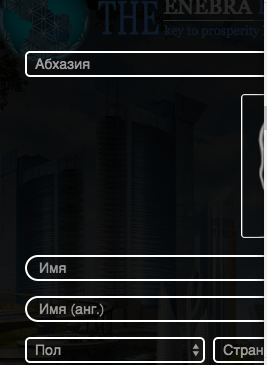 THE ENEBRA
key to prosperity
Абхазия
Имя
Имя (анг.)
Пол
Стран